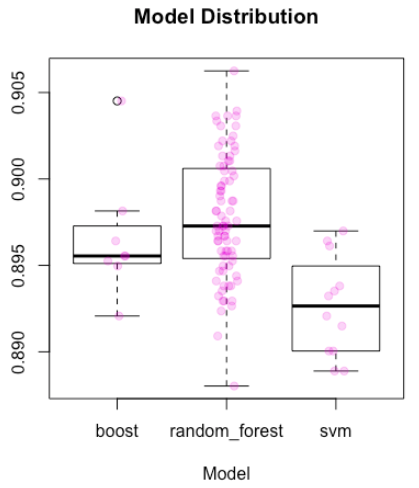 Model Distribution
0.905
0.900
0.895
0.890
boost random_forest svm
Model